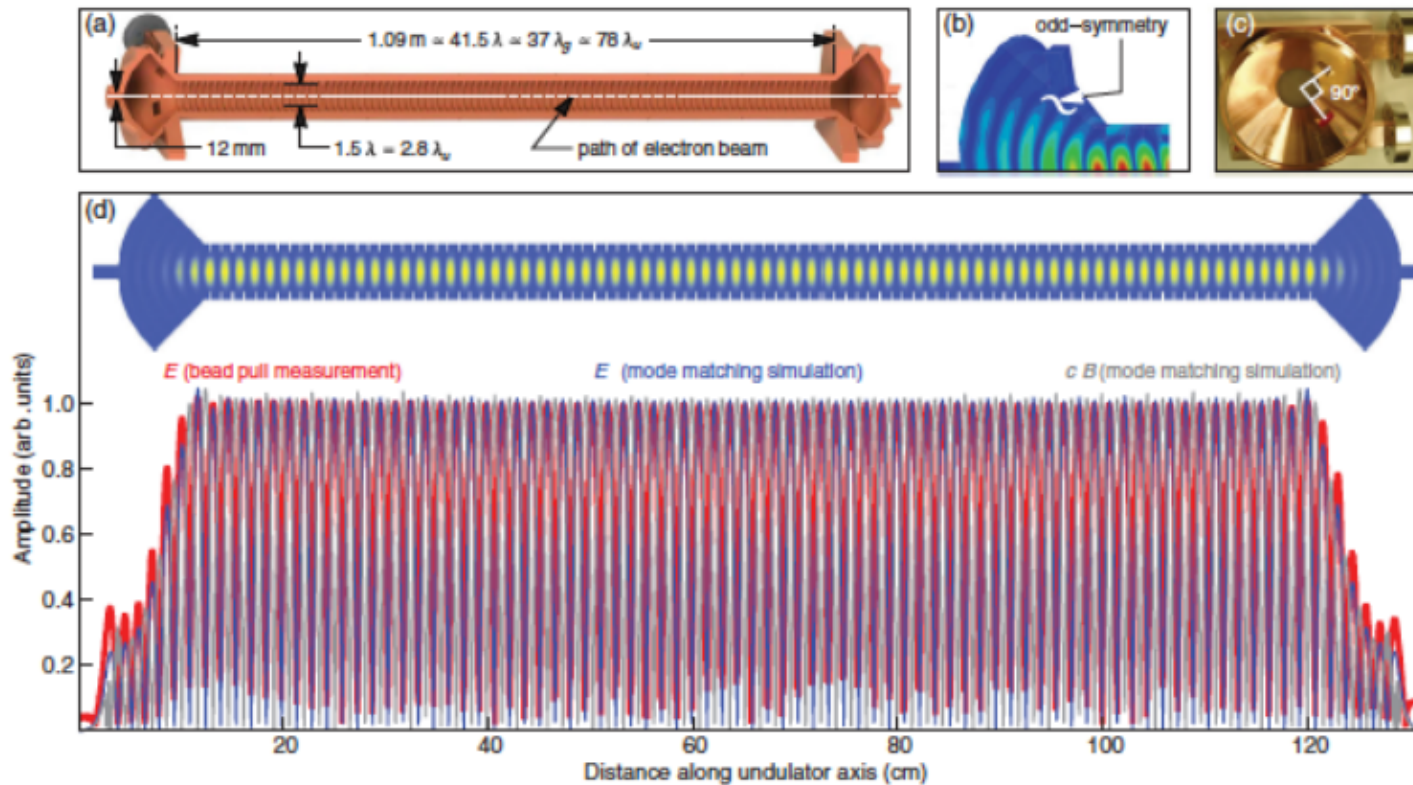 (a)
1.09 m ≃ 41.5 λ ≃ 37 λg ≃ 78 λu
12 mm
1.5 λ = 2.8 λu
path of electron beam
(b)
odd–symmetry
(c)
90°
(d)
E (bead pull measurement)
E (mode matching simulation)
c B (mode matching simulation)
Amplitude (arb .units)
1.0
0.8
0.6
0.4
0.2
20
40
60
80
100
120
Distance along undulator axis (cm)